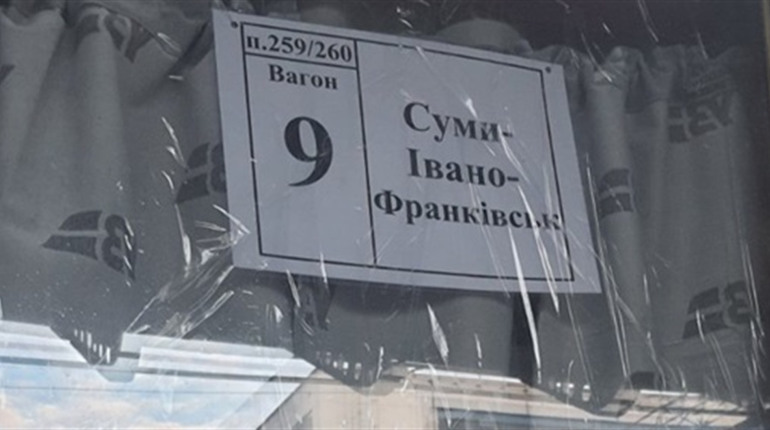 п.259/260
Вагон
9
Суми-
Івано-
Франківськ